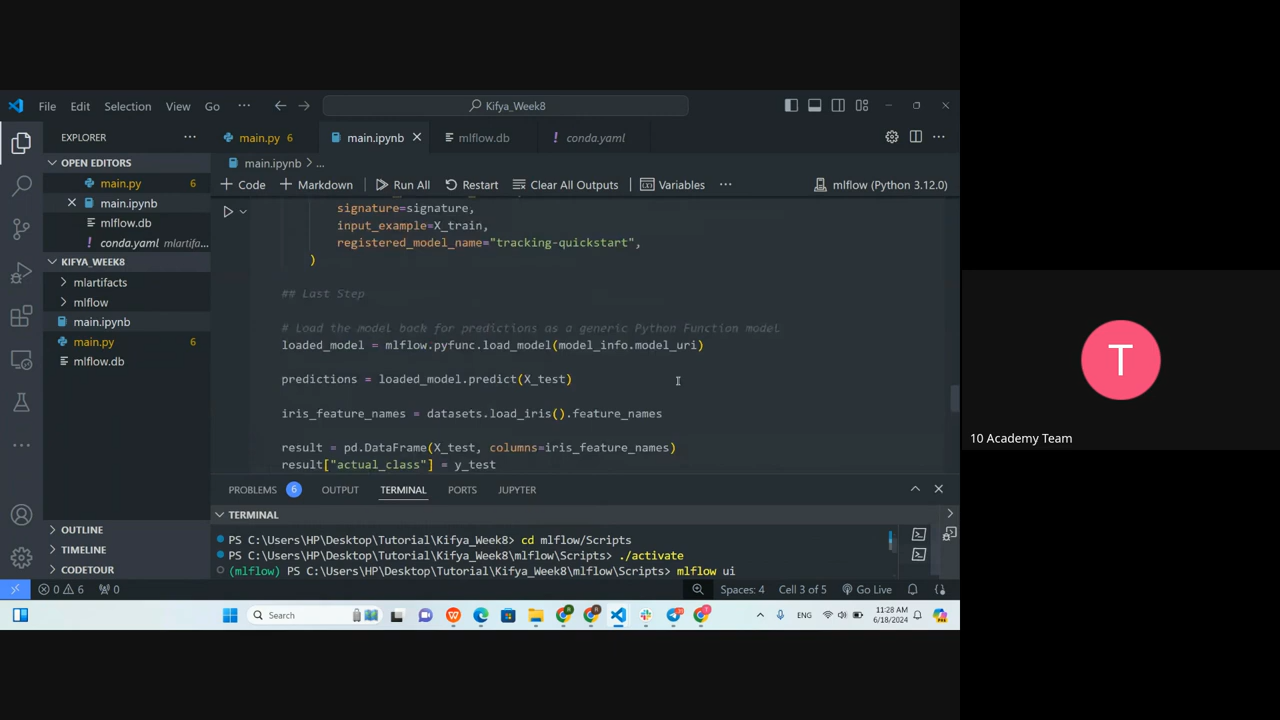 File Edit Selection View Go ··· Kifya_Week8
EXPLORER ···
main.py 6 main.ipynb mlflow.db ! conda.yaml ···
OPEN EDITORS
main.ipynb > ...
main.py 6
+ Code + Markdown Run All Restart Clear All Outputs Variables ··· mlflow (Python 3.12.0)
main.ipynb
mlflow.db
! conda.yaml mlartifa...
KIFYA_WEEK8
mlartifacts
mlflow
main.ipynb
main.py 6
mlflow.db
OUTLINE
TIMELINE
CODETOUR
signature=signature,
input_example=X_train,
registered_model_name="tracking-quickstart",
)
## Last Step
# Load the model back for predictions as a generic Python Function model
loaded_model = mlflow.pyfunc.load_model(model_info.model_uri)
predictions = loaded_model.predict(X_test)
iris_feature_names = datasets.load_iris().feature_names
result = pd.DataFrame(X_test, columns=iris_feature_names)
result["actual_class"] = y_test
PROBLEMS 6 OUTPUT TERMINAL PORTS JUPYTER
TERMINAL
PS C:\Users\HP\Desktop\Tutorial\Kifya_Week8> cd mlflow/Scripts
PS C:\Users\HP\Desktop\Tutorial\Kifya_Week8\mlflow\Scripts> ./activate
(mlflow) PS C:\Users\HP\Desktop\Tutorial\Kifya_Week8\mlflow\Scripts> mlflow ui
0 6 0 Spaces: 4 Cell 3 of 5 Go Live
Search ENG 11:28 AM
6/18/2024
T
10 Academy Team